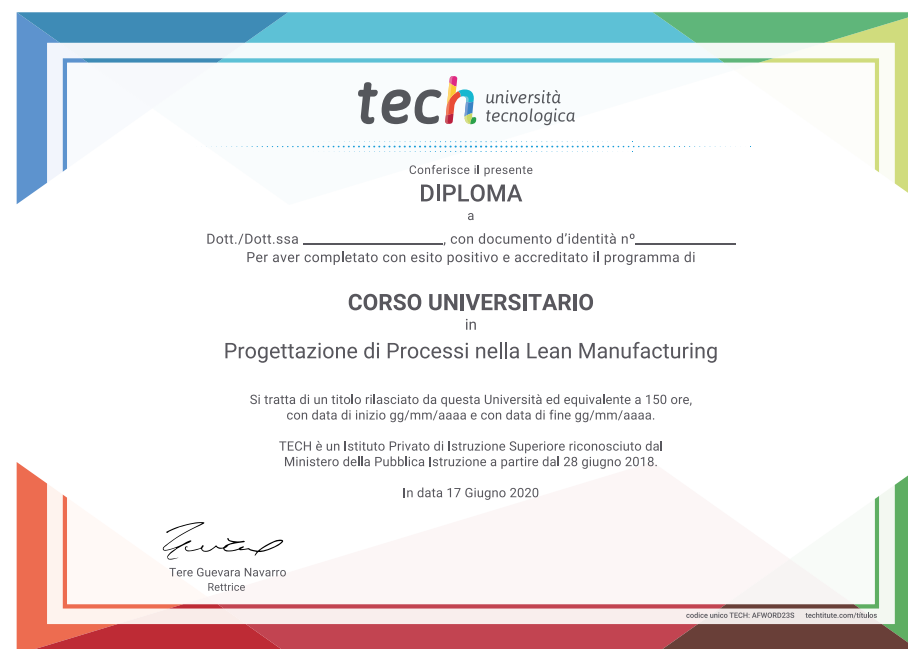 tech università
tecnologica
Conferisce il presente
DIPLOMA
a
Dott./Dott.ssa ____________________, con documento d'identità nº______________
Per aver completato con esito positivo e accreditato il programma di
CORSO UNIVERSITARIO
in
Progettazione di Processi nella Lean Manufacturing
Si tratta di un titolo rilasciato da questa Università ed equivalente a 150 ore,
con data di inizio gg/mm/aaaa e con data di fine gg/mm/aaaa.
TECH è un Istituto Privato di Istruzione Superiore riconosciuto dal
Ministero della Pubblica Istruzione a partire dal 28 giugno 2018.
In data 17 Giugno 2020
Tere Guevara Navarro
Rettrice
codice unico TECH: AFWORD23S techtitute.com/titulos